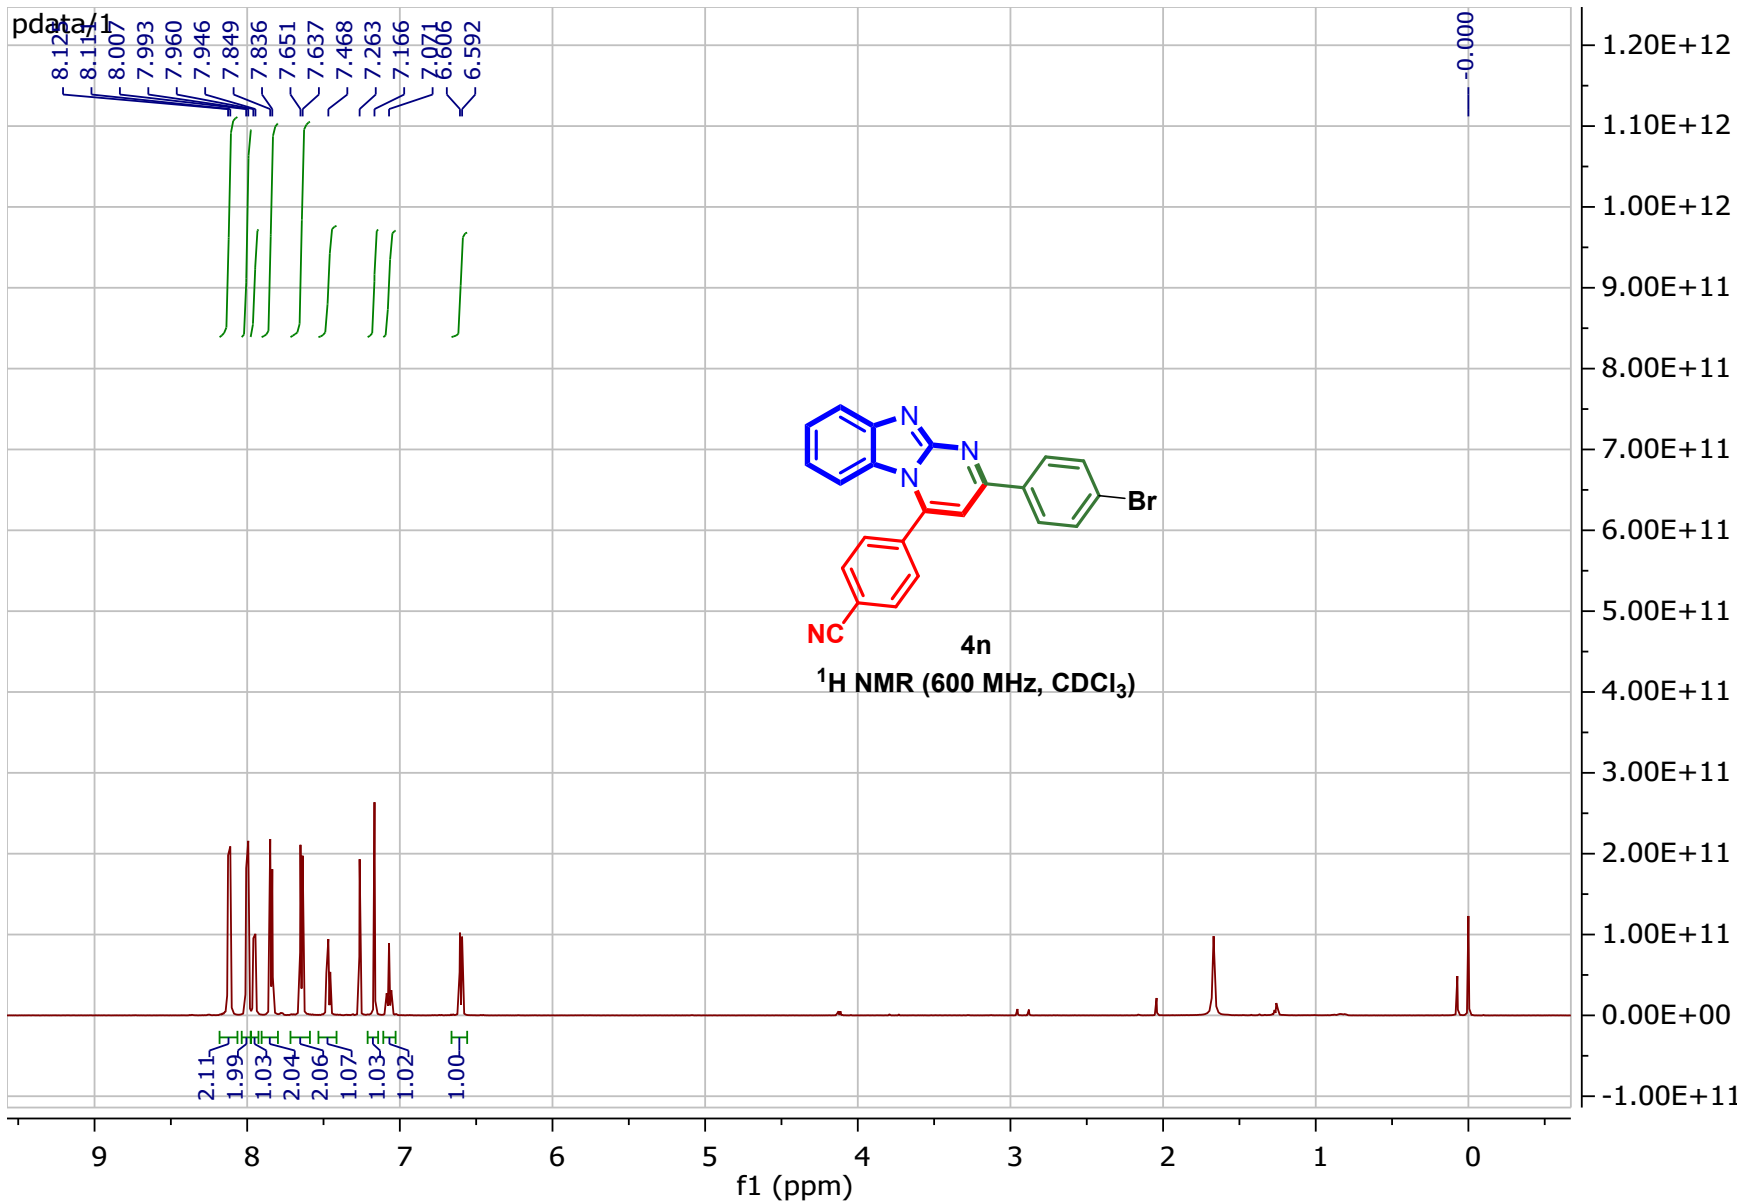 pdata/1
8.125
8.111
8.007
7.993
7.960
7.946
7.849
7.836
7.651
7.637
7.468
7.263
7.166
7.071
6.606
6.592
-0.000
1.20E+12
1.10E+12
1.00E+12
9.00E+11
8.00E+11
7.00E+11
6.00E+11
5.00E+11
4.00E+11
3.00E+11
2.00E+11
1.00E+11
0.00E+00
-1.00E+11
N
N
N
Br
NC
4n
¹H NMR (600 MHz, CDCl₃)
2.11
1.99
1.03
2.04
2.06
1.07
1.03
1.02
1.00
9 8 7 6 5 4 3 2 1 0
f1 (ppm)